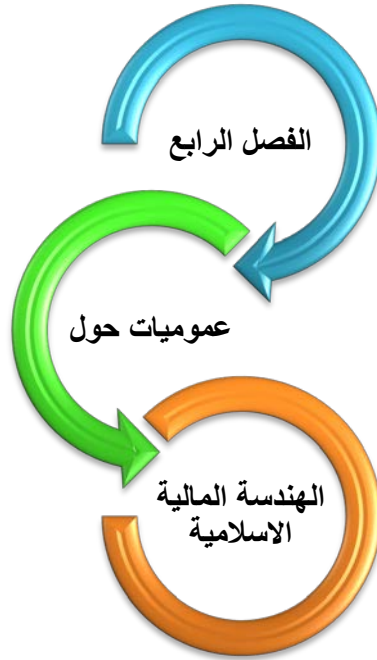 الفصل الرابع
عموميات حول
الهندسة المالية
الاسلامية